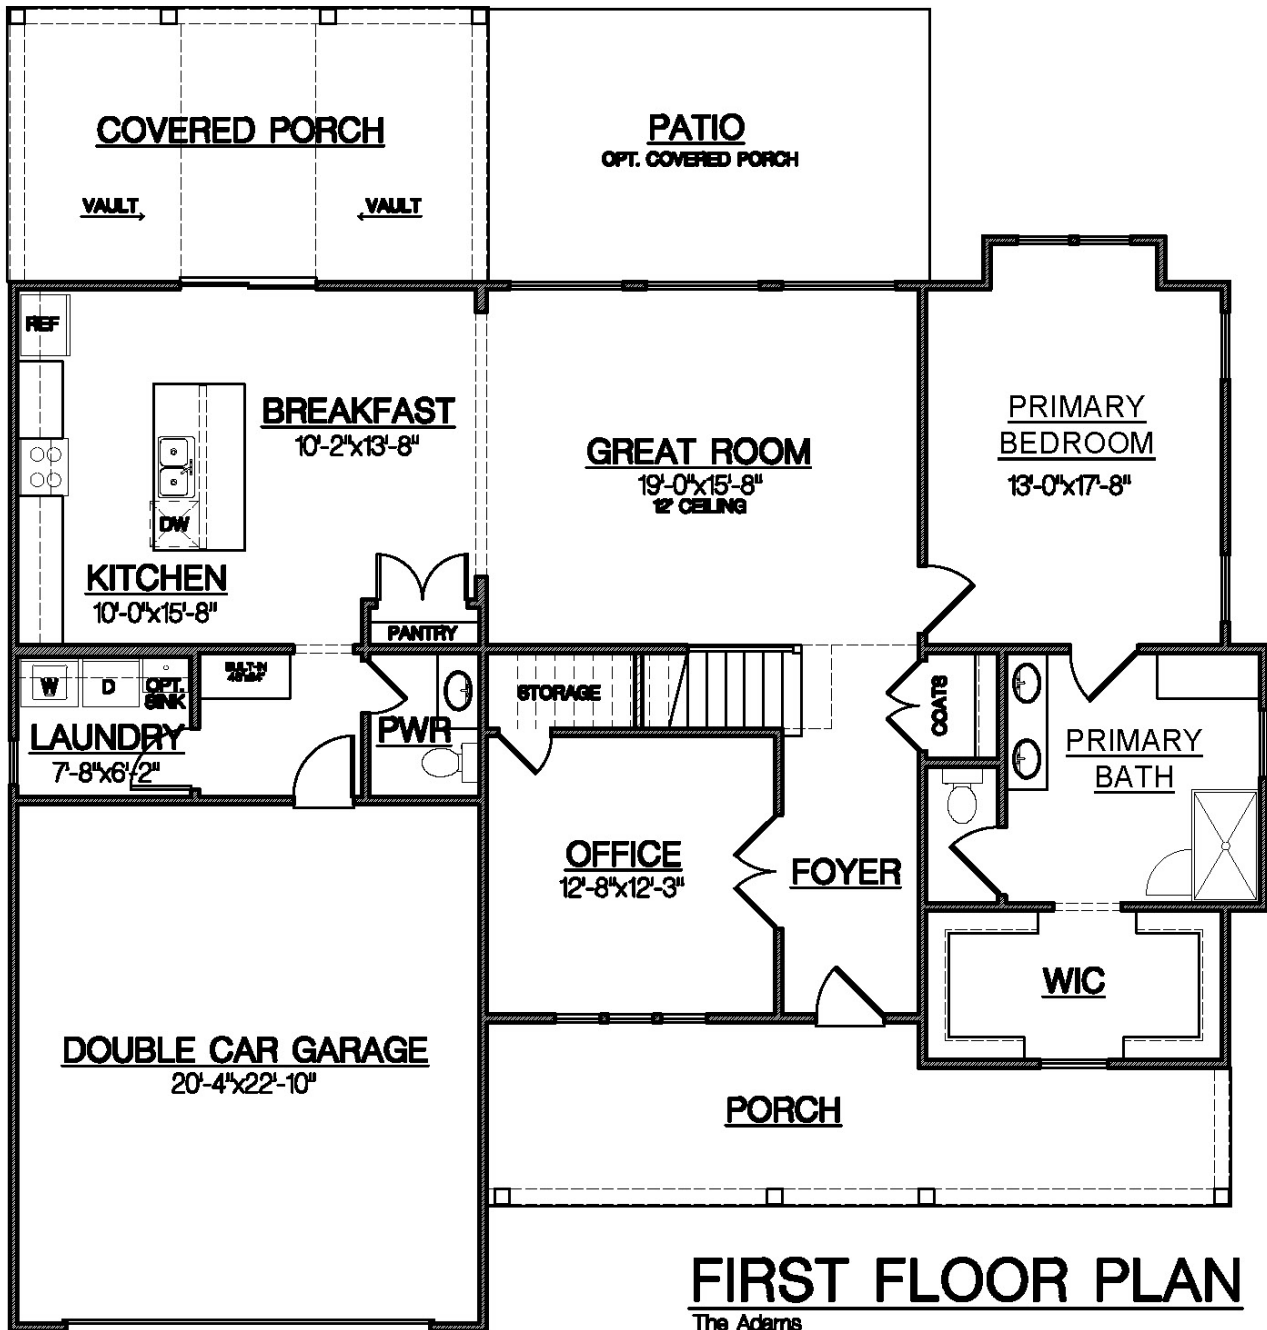 COVERED PORCH
VAULT
VAULT
PATIO
OPT. COVERED PORCH
REF
BREAKFAST
10'-2"x13'-8"
GREAT ROOM
19'-0"x15'-8"
12' CEILING
PRIMARY
BEDROOM
13'-0"x17'-8"
DW
KITCHEN
10'-0"x15'-8"
PANTRY
W
D
OPT.
SINK
BUILT-IN
LAUNDRY
7'-8"x6'-2"
PWR
STORAGE
COATS
PRIMARY
BATH
OFFICE
12'-8"x12'-3"
FOYER
WIC
DOUBLE CAR GARAGE
20'-4"x22'-10"
PORCH
FIRST FLOOR PLAN
The Adams